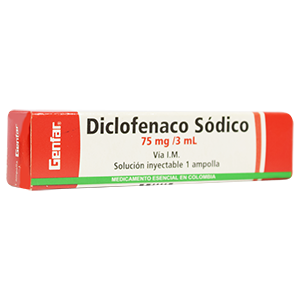 Genfar
Diclofenaco Sódico
75 mg /3 mL
Vía I.M.
Solución inyectable 1 ampolla
MEDICAMENTO ESENCIAL EN COLOMBIA